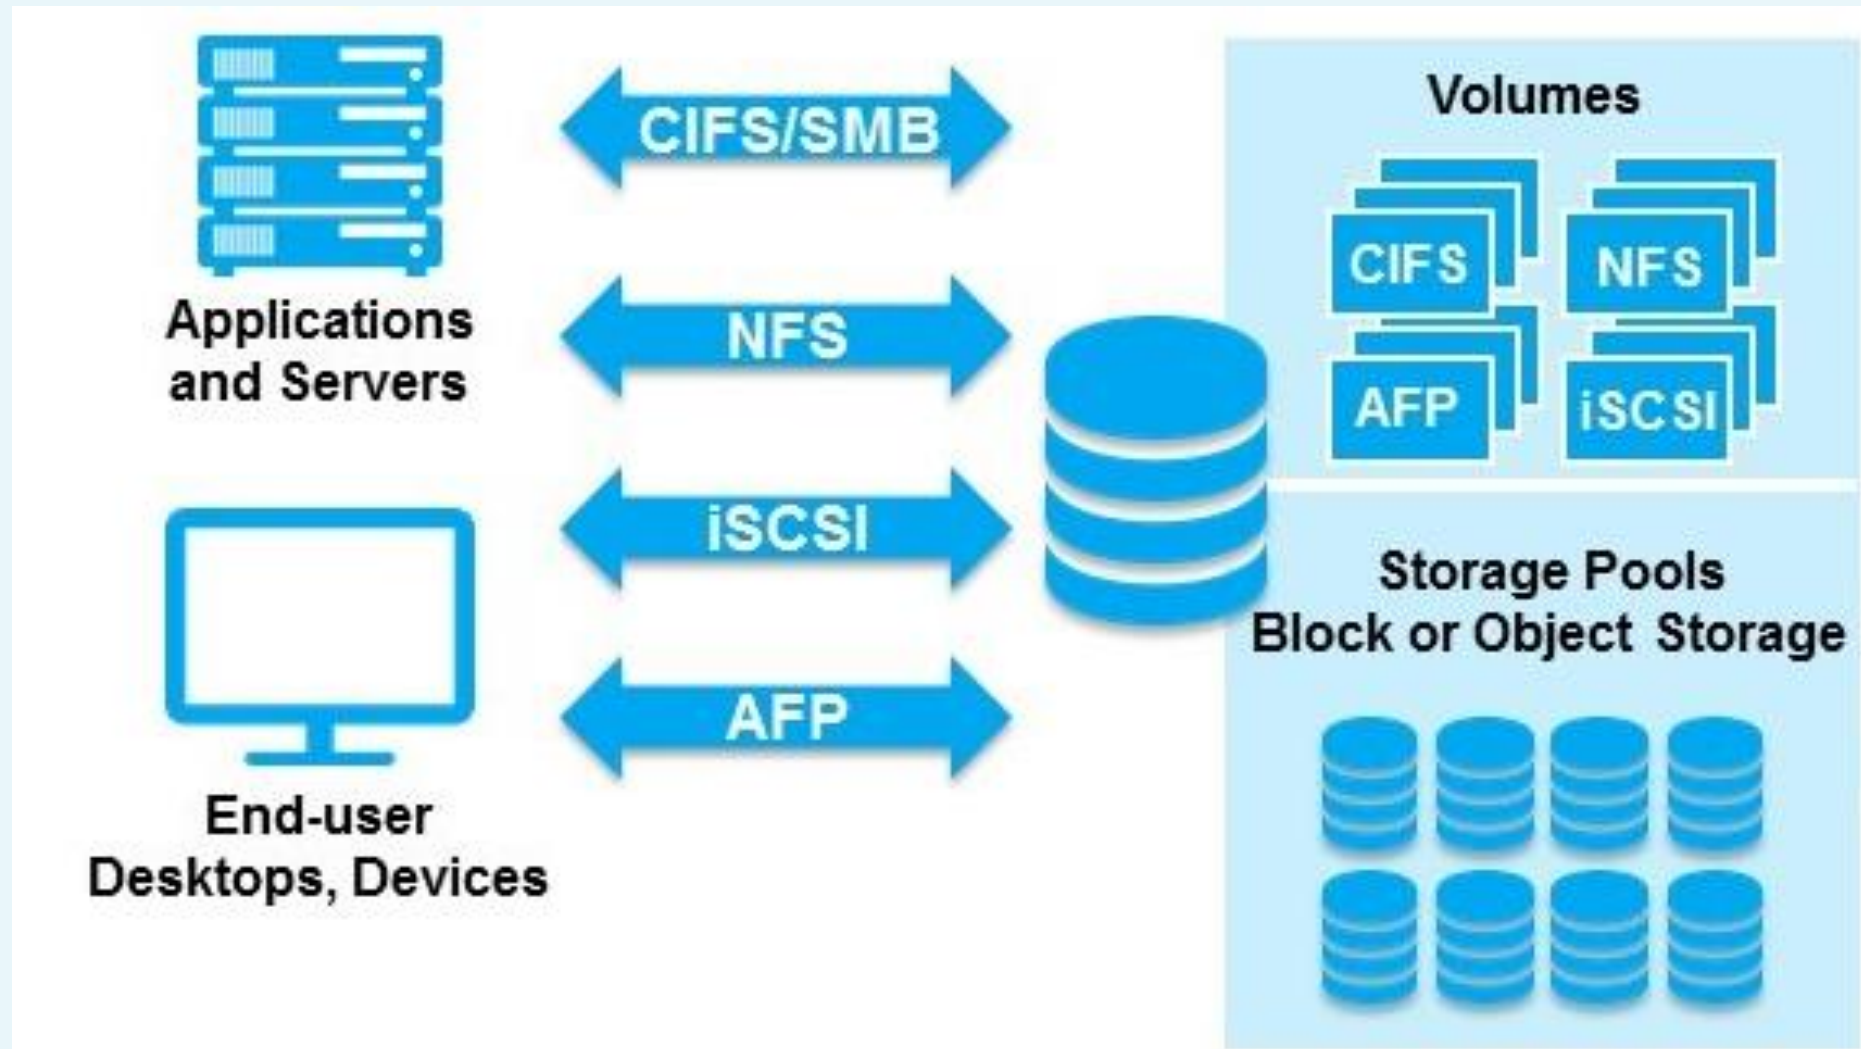 Applications
and Servers
End-user
Desktops, Devices
CIFS/SMB
NFS
iSCSI
AFP
Volumes
CIFS
NFS
AFP
iSCSI
Storage Pools
Block or Object Storage